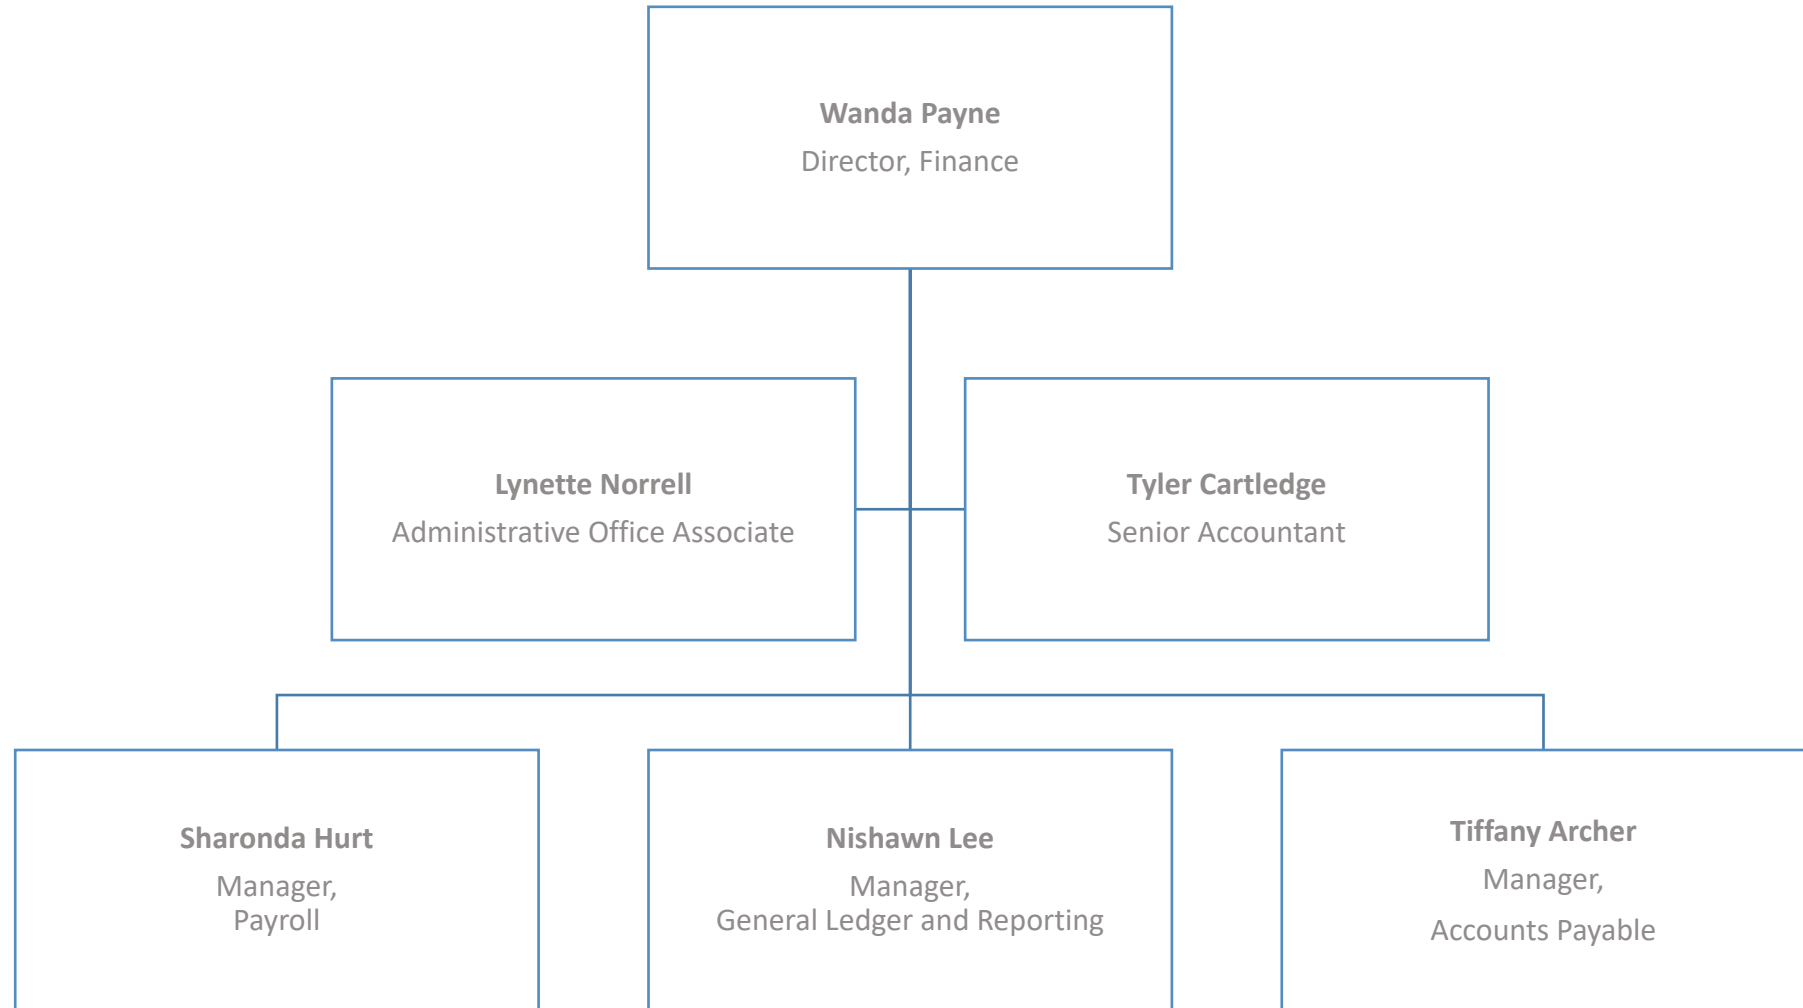 Wanda Payne
Director, Finance
Lynette Norrell
Administrative Office Associate
Tyler Cartledge
Senior Accountant
Sharonda Hurt
Manager,
Payroll
Nishawn Lee
Manager,
General Ledger and Reporting
Tiffany Archer
Manager,
Accounts Payable